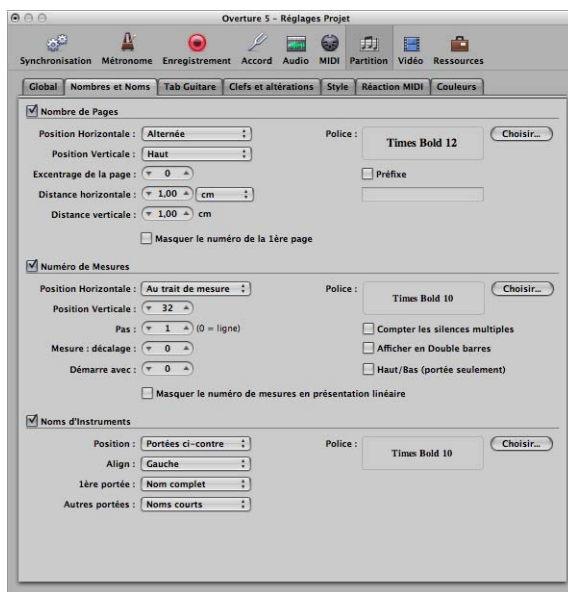 Overture 5 - Réglages Projet
Synchronisation Métronome Enregistrement Accord Audio MIDI Partition Vidéo Ressources
Global Nombres et Noms Tab Guitare Clefs et altérations Style Réaction MIDI Couleurs
Nombre de Pages
Position Horizontale : Alternée Police : Times Bold 12 Choisir...
Position Verticale : Haut
Excentrage de la page : 0 Préfixe
Distance horizontale : 1,00 cm
Distance verticale : 1,00 cm
Masquer le numéro de la 1ère page
Numéro de Mesures
Position Horizontale : Au trait de mesure Police : Times Bold 10 Choisir...
Position Verticale : 32
Pas : 1 (0 = ligne) Compter les silences multiples
Mesure : décalage : 0 Afficher en Double barres
Démarre avec : 0 Haut/Bas (portée seulement)
Masquer le numéro de mesures en présentation linéaire
Noms d'Instruments
Position : Portées ci-contre Police : Times Bold 10 Choisir...
Align : Gauche
1ère portée : Nom complet
Autres portées : Noms courts